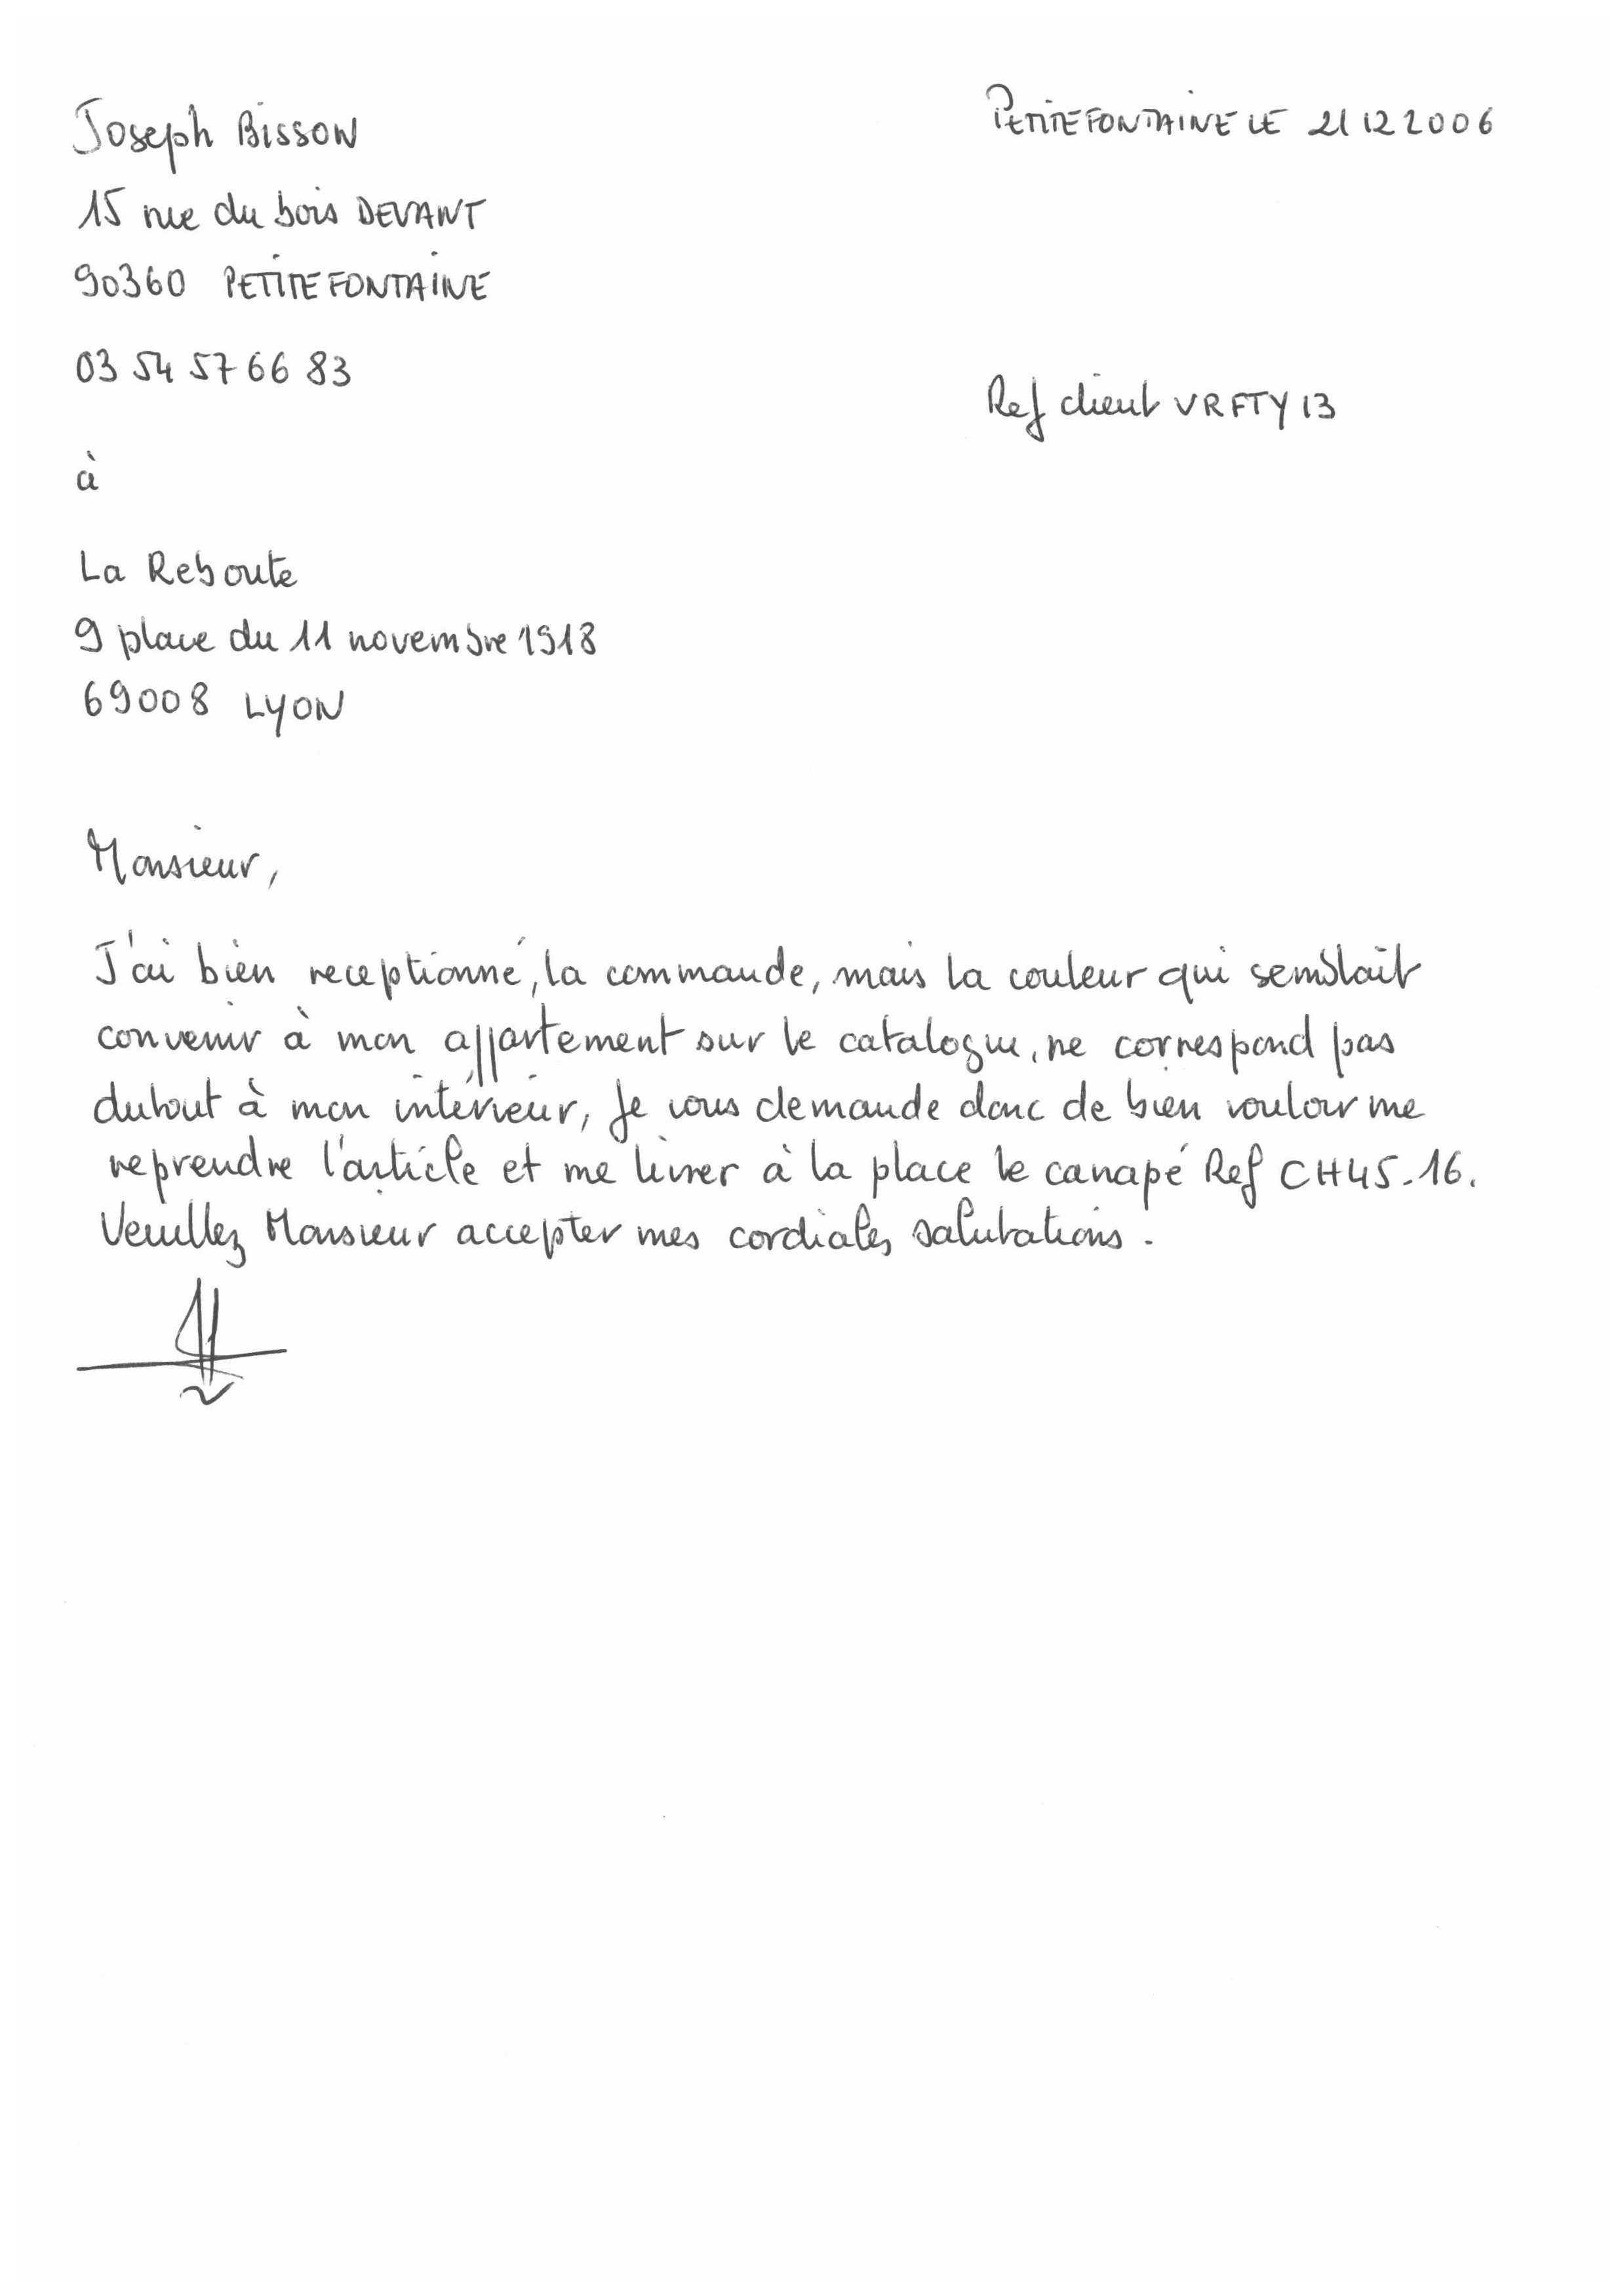 Joseph BISSON
PETITEFONTAINE LE 21 12 2006
15 rue du bois DEVANT
90360 PETITEFONTAINE
03 54 57 66 83
Ref client VRFTY 13
à
La Reboute
9 place du 11 novembre 1918
69008 LYON
Monsieur,
J'ai bien receptionné, la commande, mais la couleur qui semblait
convenir à mon appartement sur le catalogue, ne correspond pas
dutout à mon intérieur, Je vous demande donc de bien vouloir me
reprendre l'article et me livrer à la place le canapé Ref CH45-16.
Veuillez Monsieur accepter mes cordiales salutations.